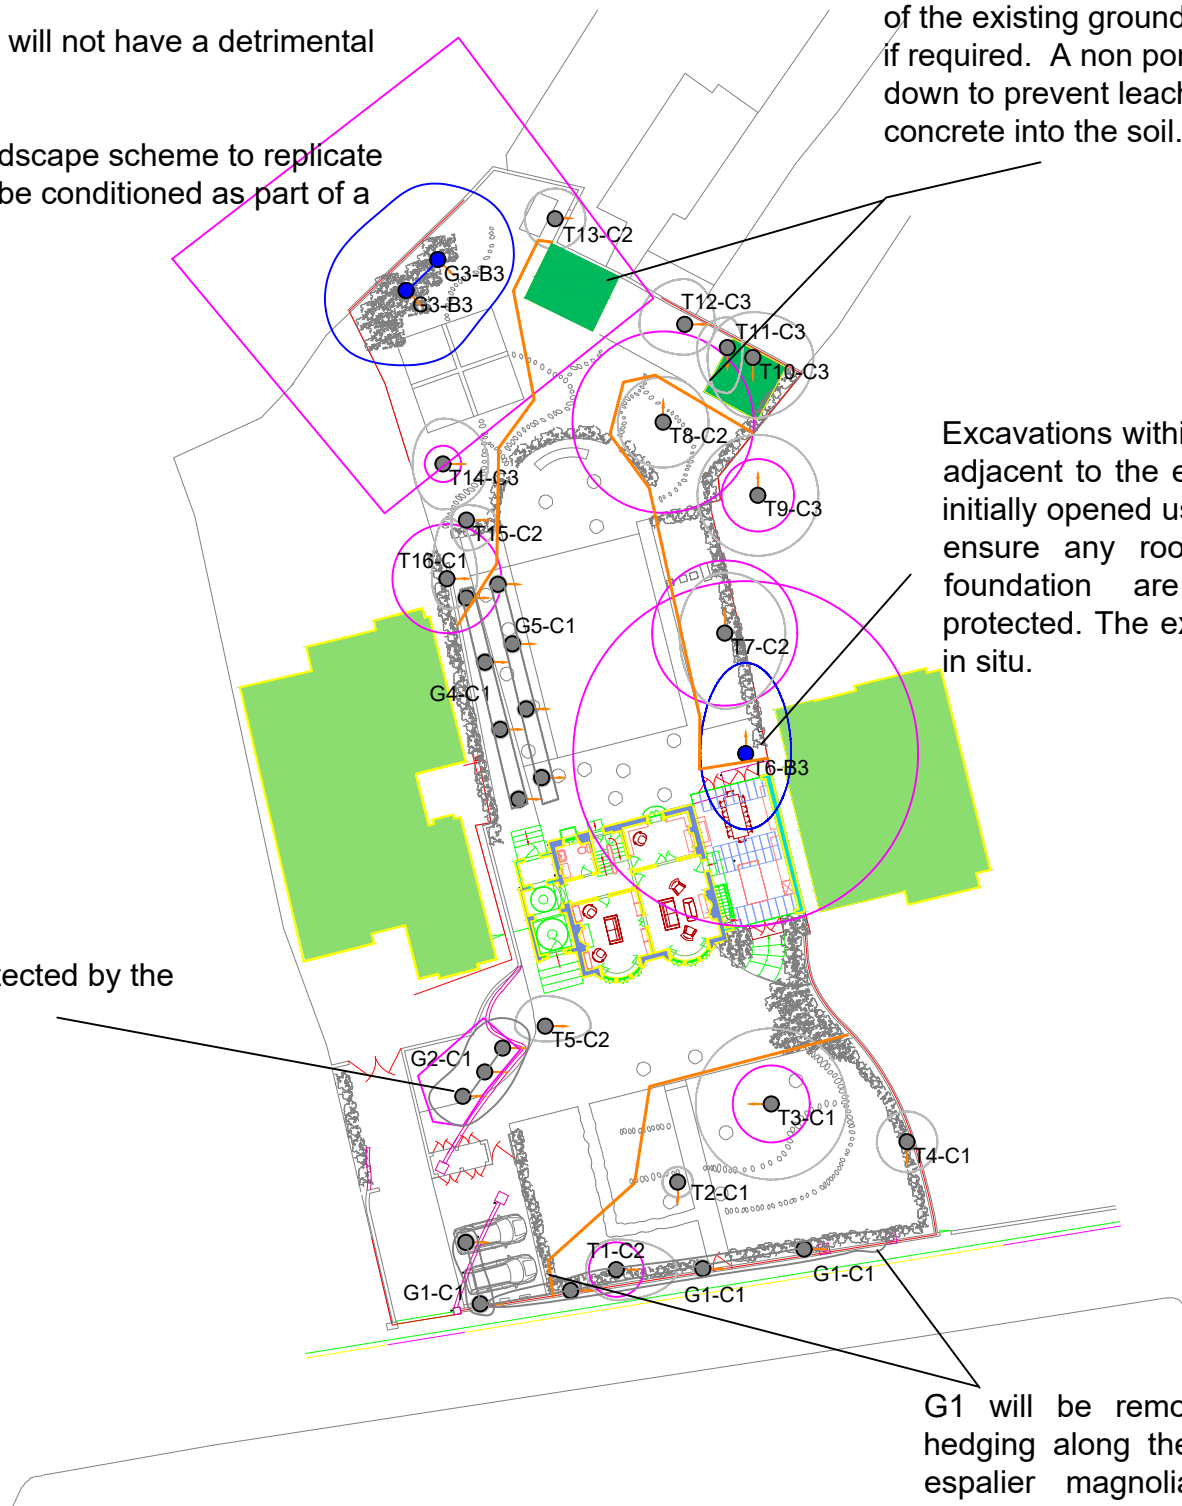 will not have a detrimental
dscape scheme to replicate
be conditioned as part of a
of the existing ground
if required. A non por
down to prevent leach
concrete into the soil.
T13-C2
G3-B3
G3-B3
T12-C3
T11-C3
T10-C3
T8-C2
T14-C3
T9-C3
T15-C2
T16-C1
Excavations withi
adjacent to the e
initially opened us
ensure any roo
foundation are
protected. The ex
in situ.
G5-C1
T7-C2
G4-C1
T6-B3
tected by the
T5-C2
G2-C1
T3-C1
T4-C1
T2-C1
T1-C2
G1-C1
G1-C1
G1-C1
G1 will be remo
hedging along the
espalier magnolia